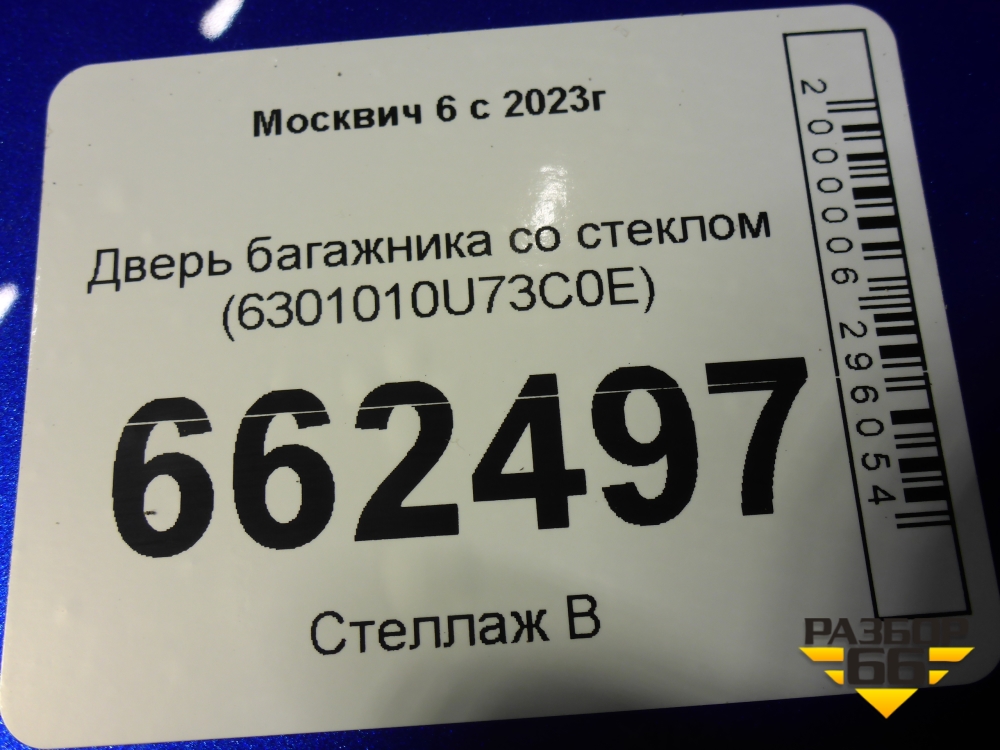 Москвич 6 с 2023г
Дверь багажника со стеклом
(6301010U73C0E)
662497
Стеллаж В
2000006296054
РАЗБОР
66